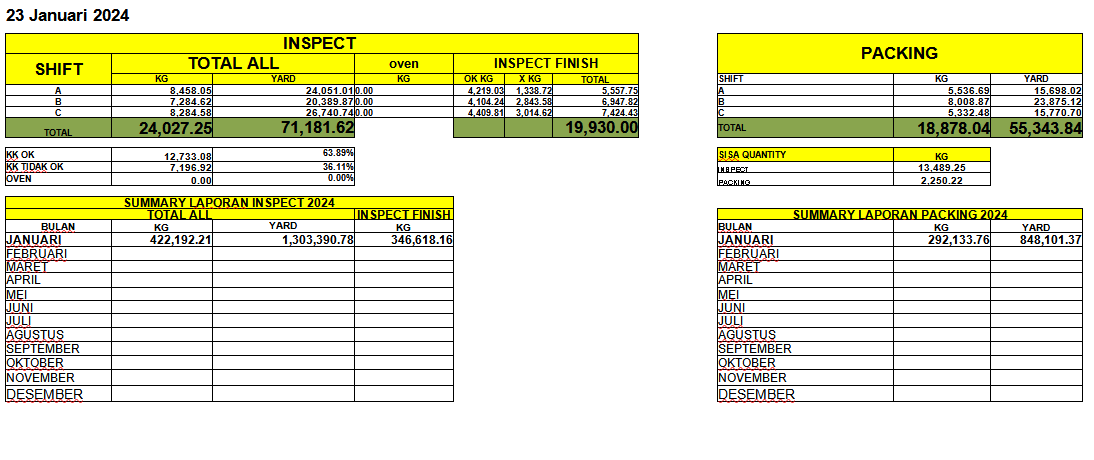 23 Januari 2024
INSPECT
SHIFT TOTAL ALL oven INSPECT FINISH
KG YARD KG OK KG X KG TOTAL
A 8,458.05 24,051.01 0.00 4,219.03 1,338.72 5,557.75
B 7,284.62 20,389.87 0.00 4,104.24 2,843.58 6,947.82
C 8,284.58 26,740.74 0.00 4,409.81 3,014.62 7,424.43
TOTAL 24,027.25 71,181.62 19,930.00
KK OK 12,733.08 63.89%
KK TIDAK OK 7,196.92 36.11%
OVEN 0.00 0.00%
SUMMARY LAPORAN INSPECT 2024
TOTAL ALL INSPECT FINISH
BULAN KG YARD KG
JANUARI 422,192.21 1,303,390.78 346,618.16
FEBRUARI
MARET
APRIL
MEI
JUNI
JULI
AGUSTUS
SEPTEMBER
OKTOBER
NOVEMBER
DESEMBER
PACKING
SHIFT KG YARD
A 5,536.69 15,698.02
B 8,008.87 23,875.12
C 5,332.48 15,770.70
TOTAL 18,878.04 55,343.84
SISA QUANTITY KG
INSPECT 13,489.25
PACKING 2,250.22
SUMMARY LAPORAN PACKING 2024
BULAN KG YARD
JANUARI 292,133.76 848,101.37
FEBRUARI
MARET
APRIL
MEI
JUNI
JULI
AGUSTUS
SEPTEMBER
OKTOBER
NOVEMBER
DESEMBER